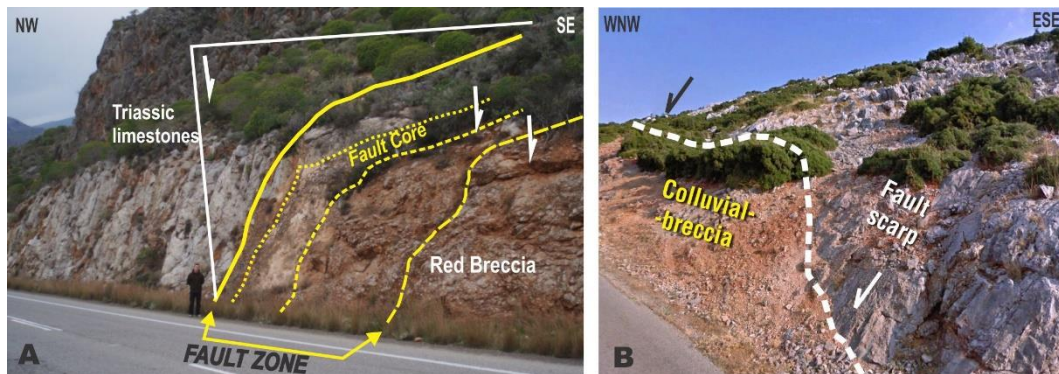 NW
SE
Triassic
limestones
Fault Core
Red Breccia
FAULT ZONE
A
WNW
ESE
Colluvial-
-breccia
Fault
scarp
B